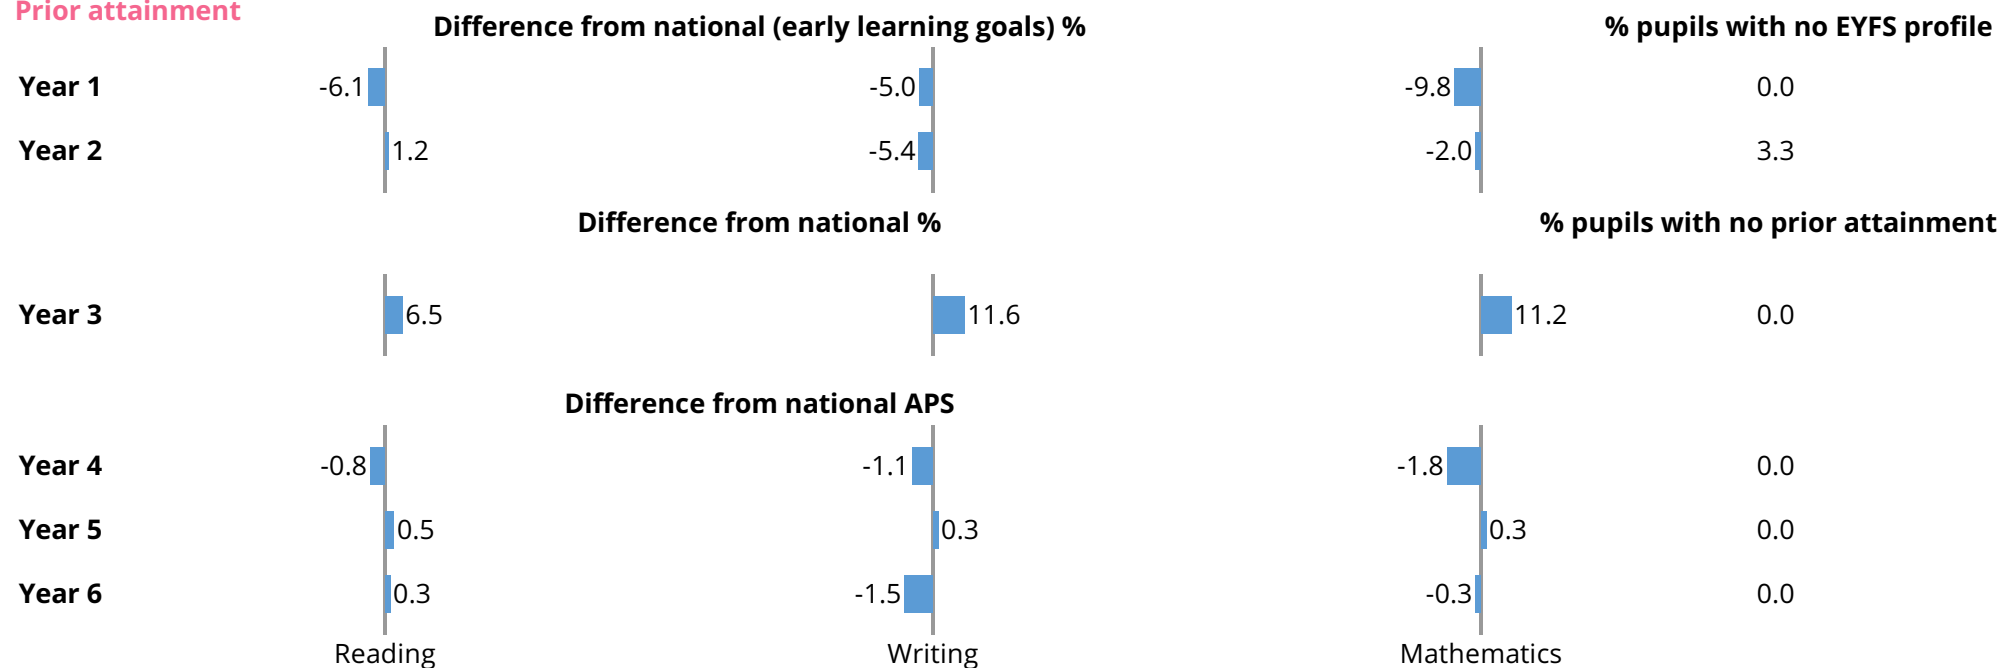 Prior attainment
Difference from national (early learning goals) % % pupils with no EYFS profile
Year 1 -6.1 -5.0 -9.8 0.0
Year 2 1.2 -5.4 -2.0 3.3
Difference from national % % pupils with no prior attainment
Year 3 6.5 11.6 11.2 0.0
Difference from national APS
Year 4 -0.8 -1.1 -1.8 0.0
Year 5 0.5 0.3 0.3 0.0
Year 6 0.3 -1.5 -0.3 0.0
Reading Writing Mathematics